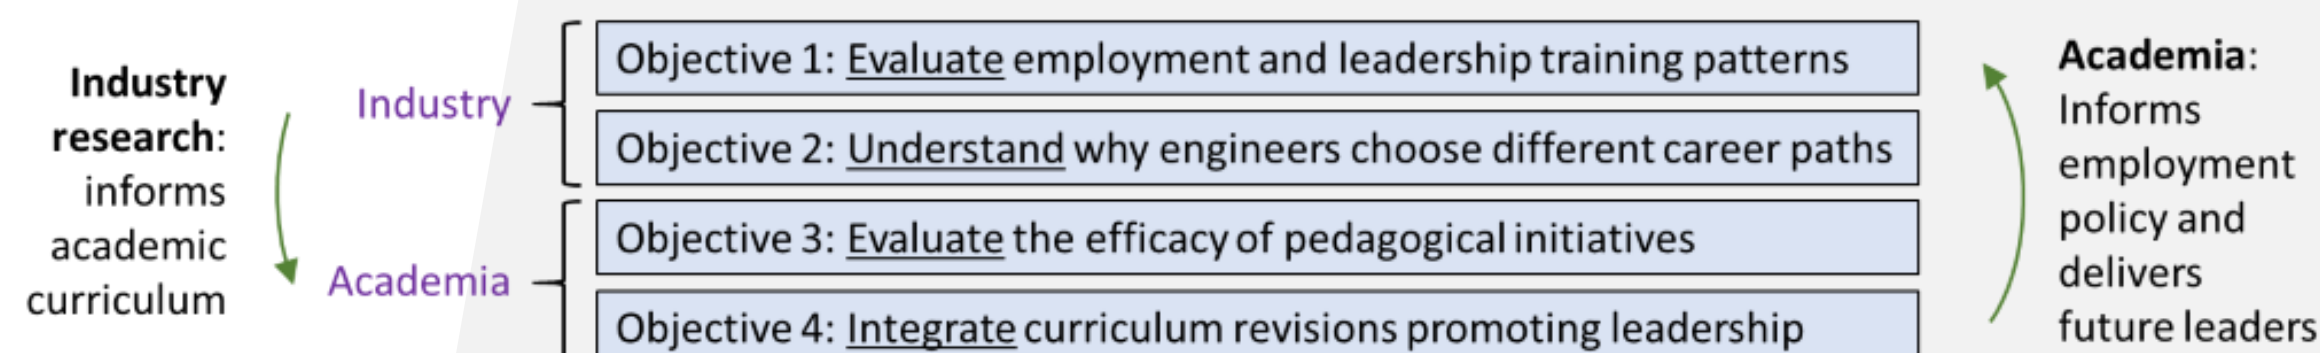 Industry
research:
informs
academic
curriculum
Industry
Academia
Objective 1: Evaluate employment and leadership training patterns
Objective 2: Understand why engineers choose different career paths
Objective 3: Evaluate the efficacy of pedagogical initiatives
Objective 4: Integrate curriculum revisions promoting leadership
Academia:
Informs
employment
policy and
delivers
future leaders